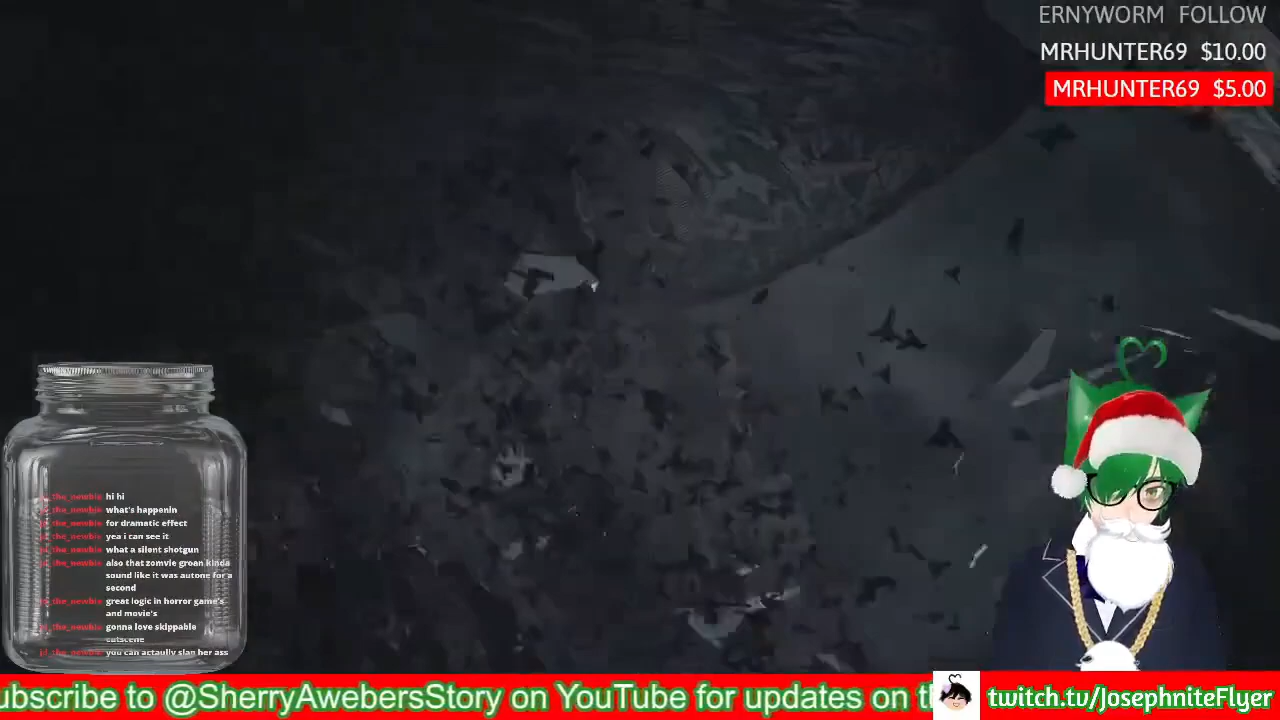 ERNYWORM FOLLOW
MRHUNTER69 $10.00
MRHUNTER69 $5.00
hi hi
what's happenin
for dramatic effect
yea i can see it
what a silent shotgun
also that zomvie groan kinda
sound like it was autone for a
second
great logic in horror game's
and movie's
gonna love skippable
catscene
you can actaully slap her ass
ubscribe to @SherryAwebersStory on YouTube for updates on th
twitch.tv/JosephniteFlyer